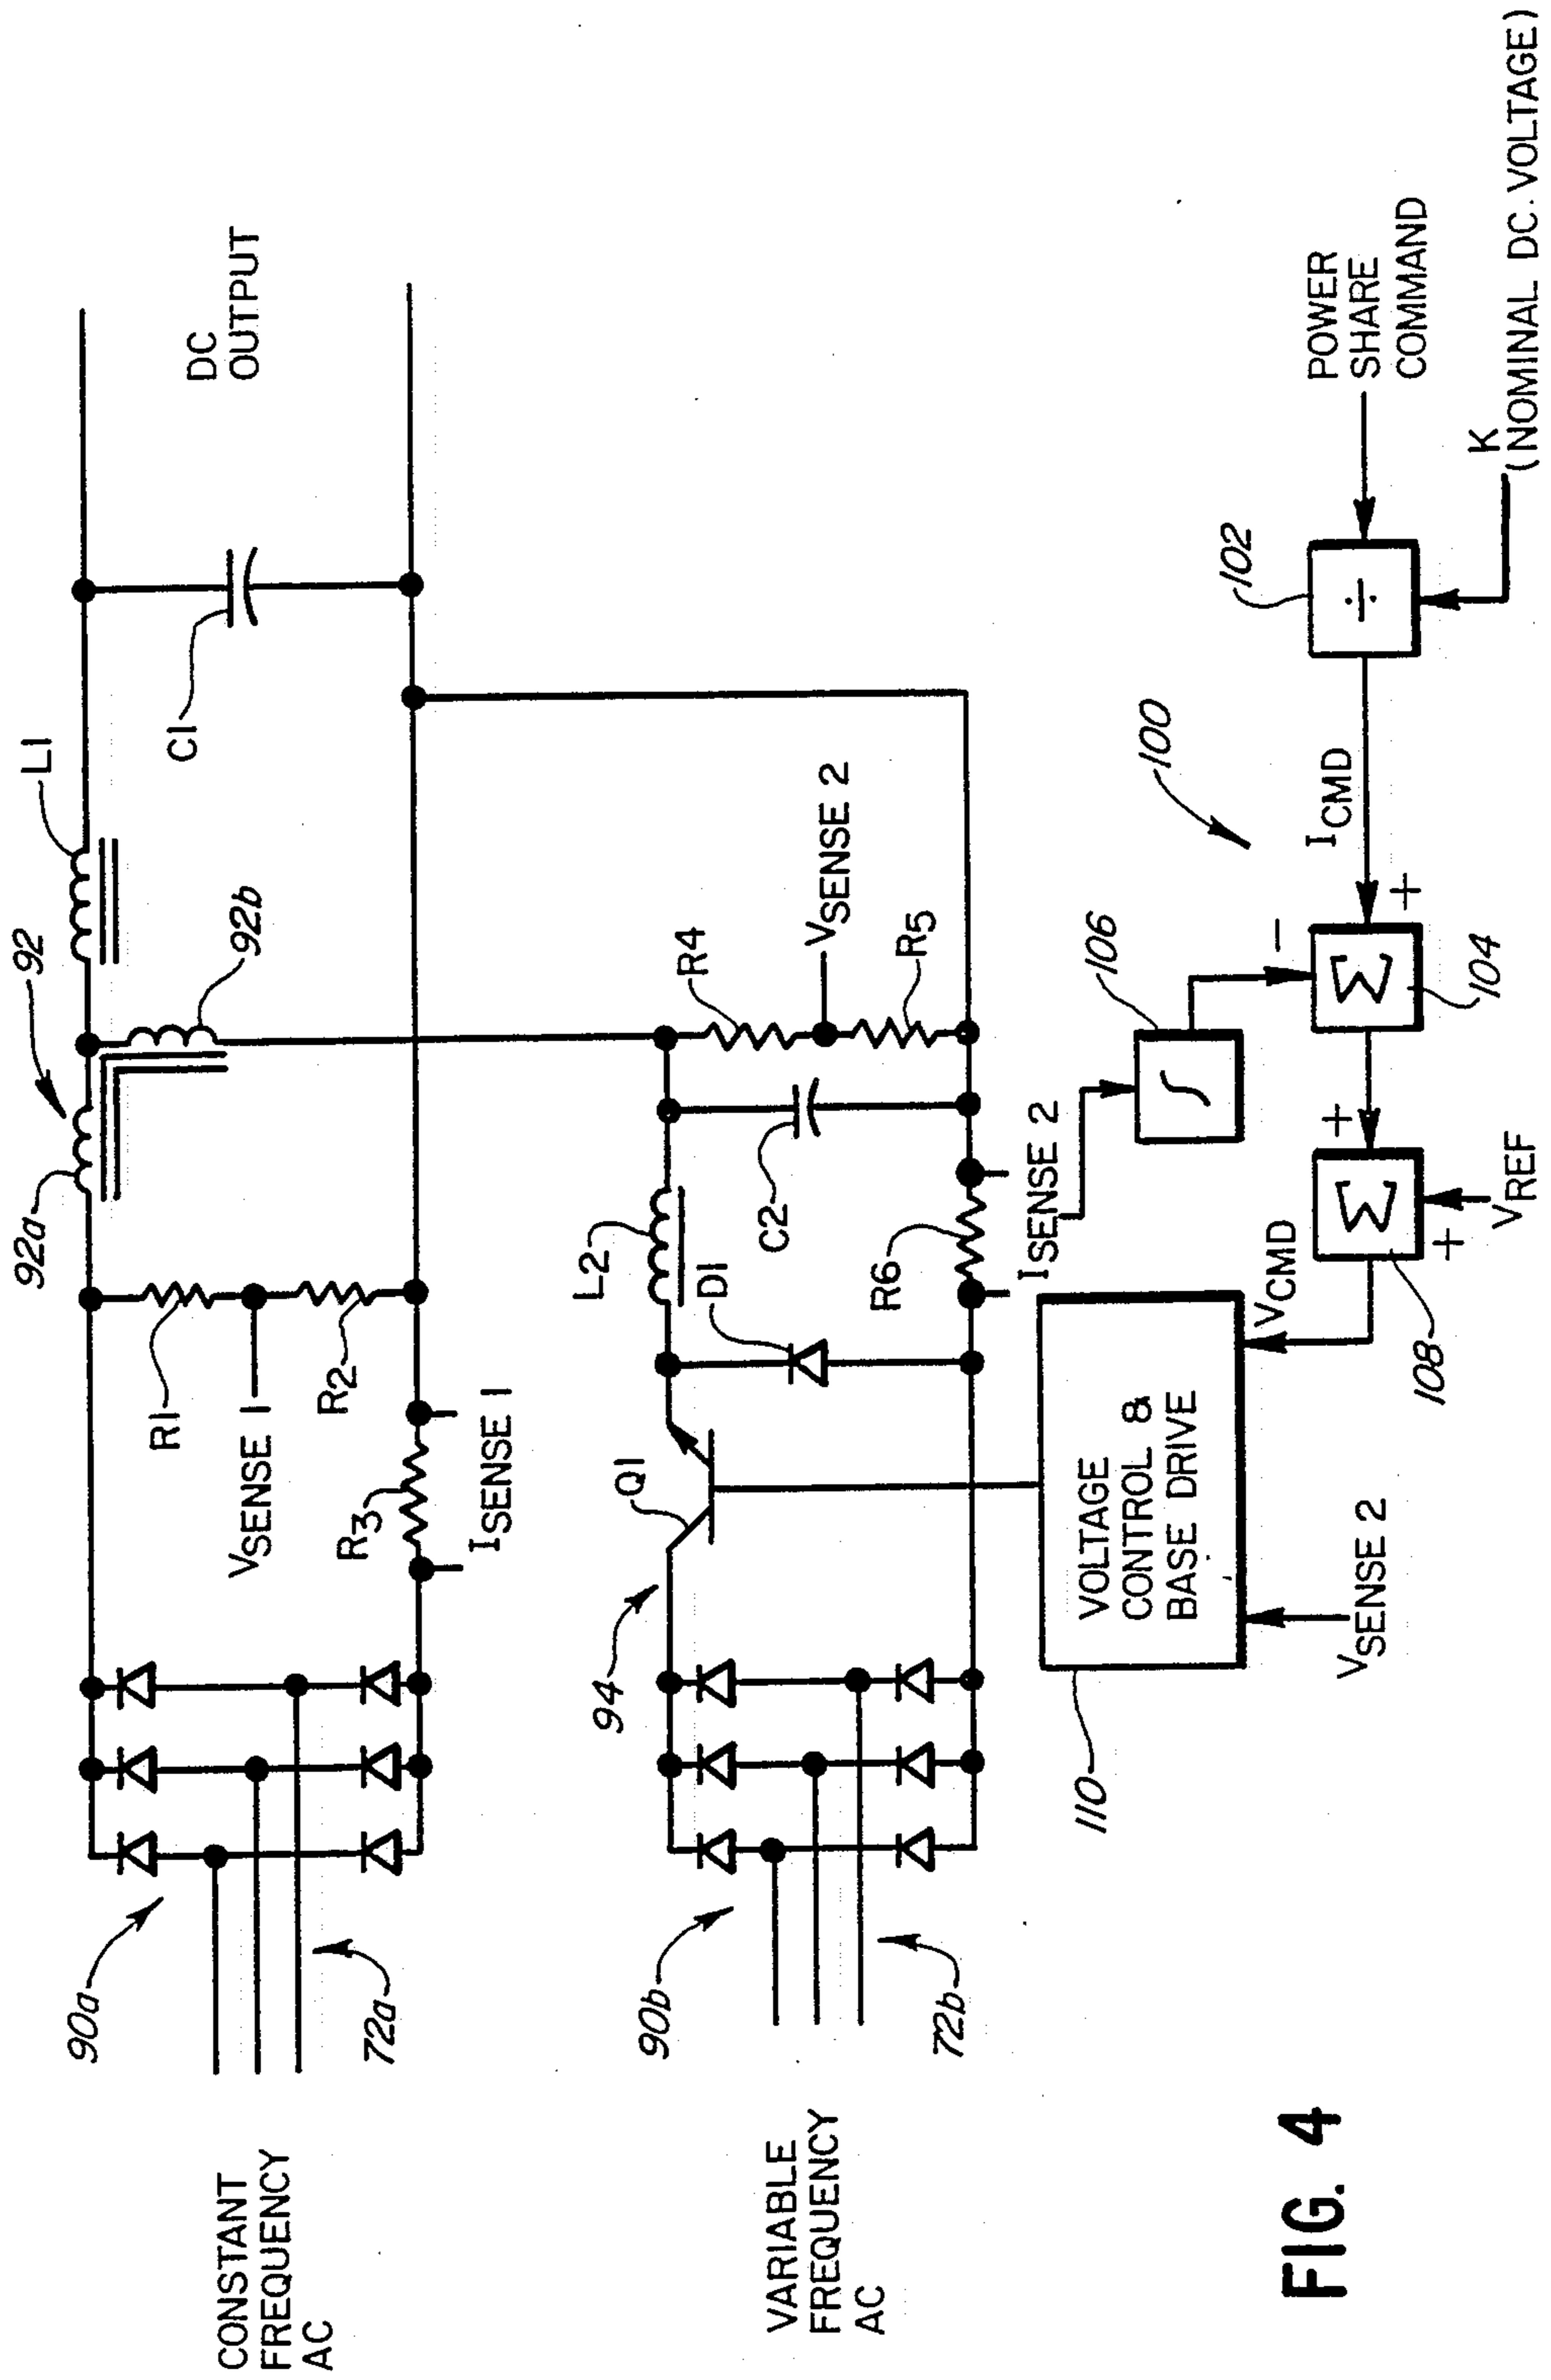 CONSTANT
FREQUENCY
AC
90a
72a
R1
VSENSE 1
R2
R3
ISENSE 1
92a
92
92b
L1
C1
DC
OUTPUT
VARIABLE
FREQUENCY
AC
90b
72b
94
Q1
L2
D1
C2
R6
R4
VSENSE 2
R5
ISENSE 2
110
VOLTAGE
CONTROL &
BASE DRIVE
VSENSE 2
VCMD
108
Σ
+
+
VREF
106
∫
100
104
Σ
−
+
ICMD
102
÷
POWER
SHARE
COMMAND
K
(NOMINAL DC. VOLTAGE)
FIG. 4